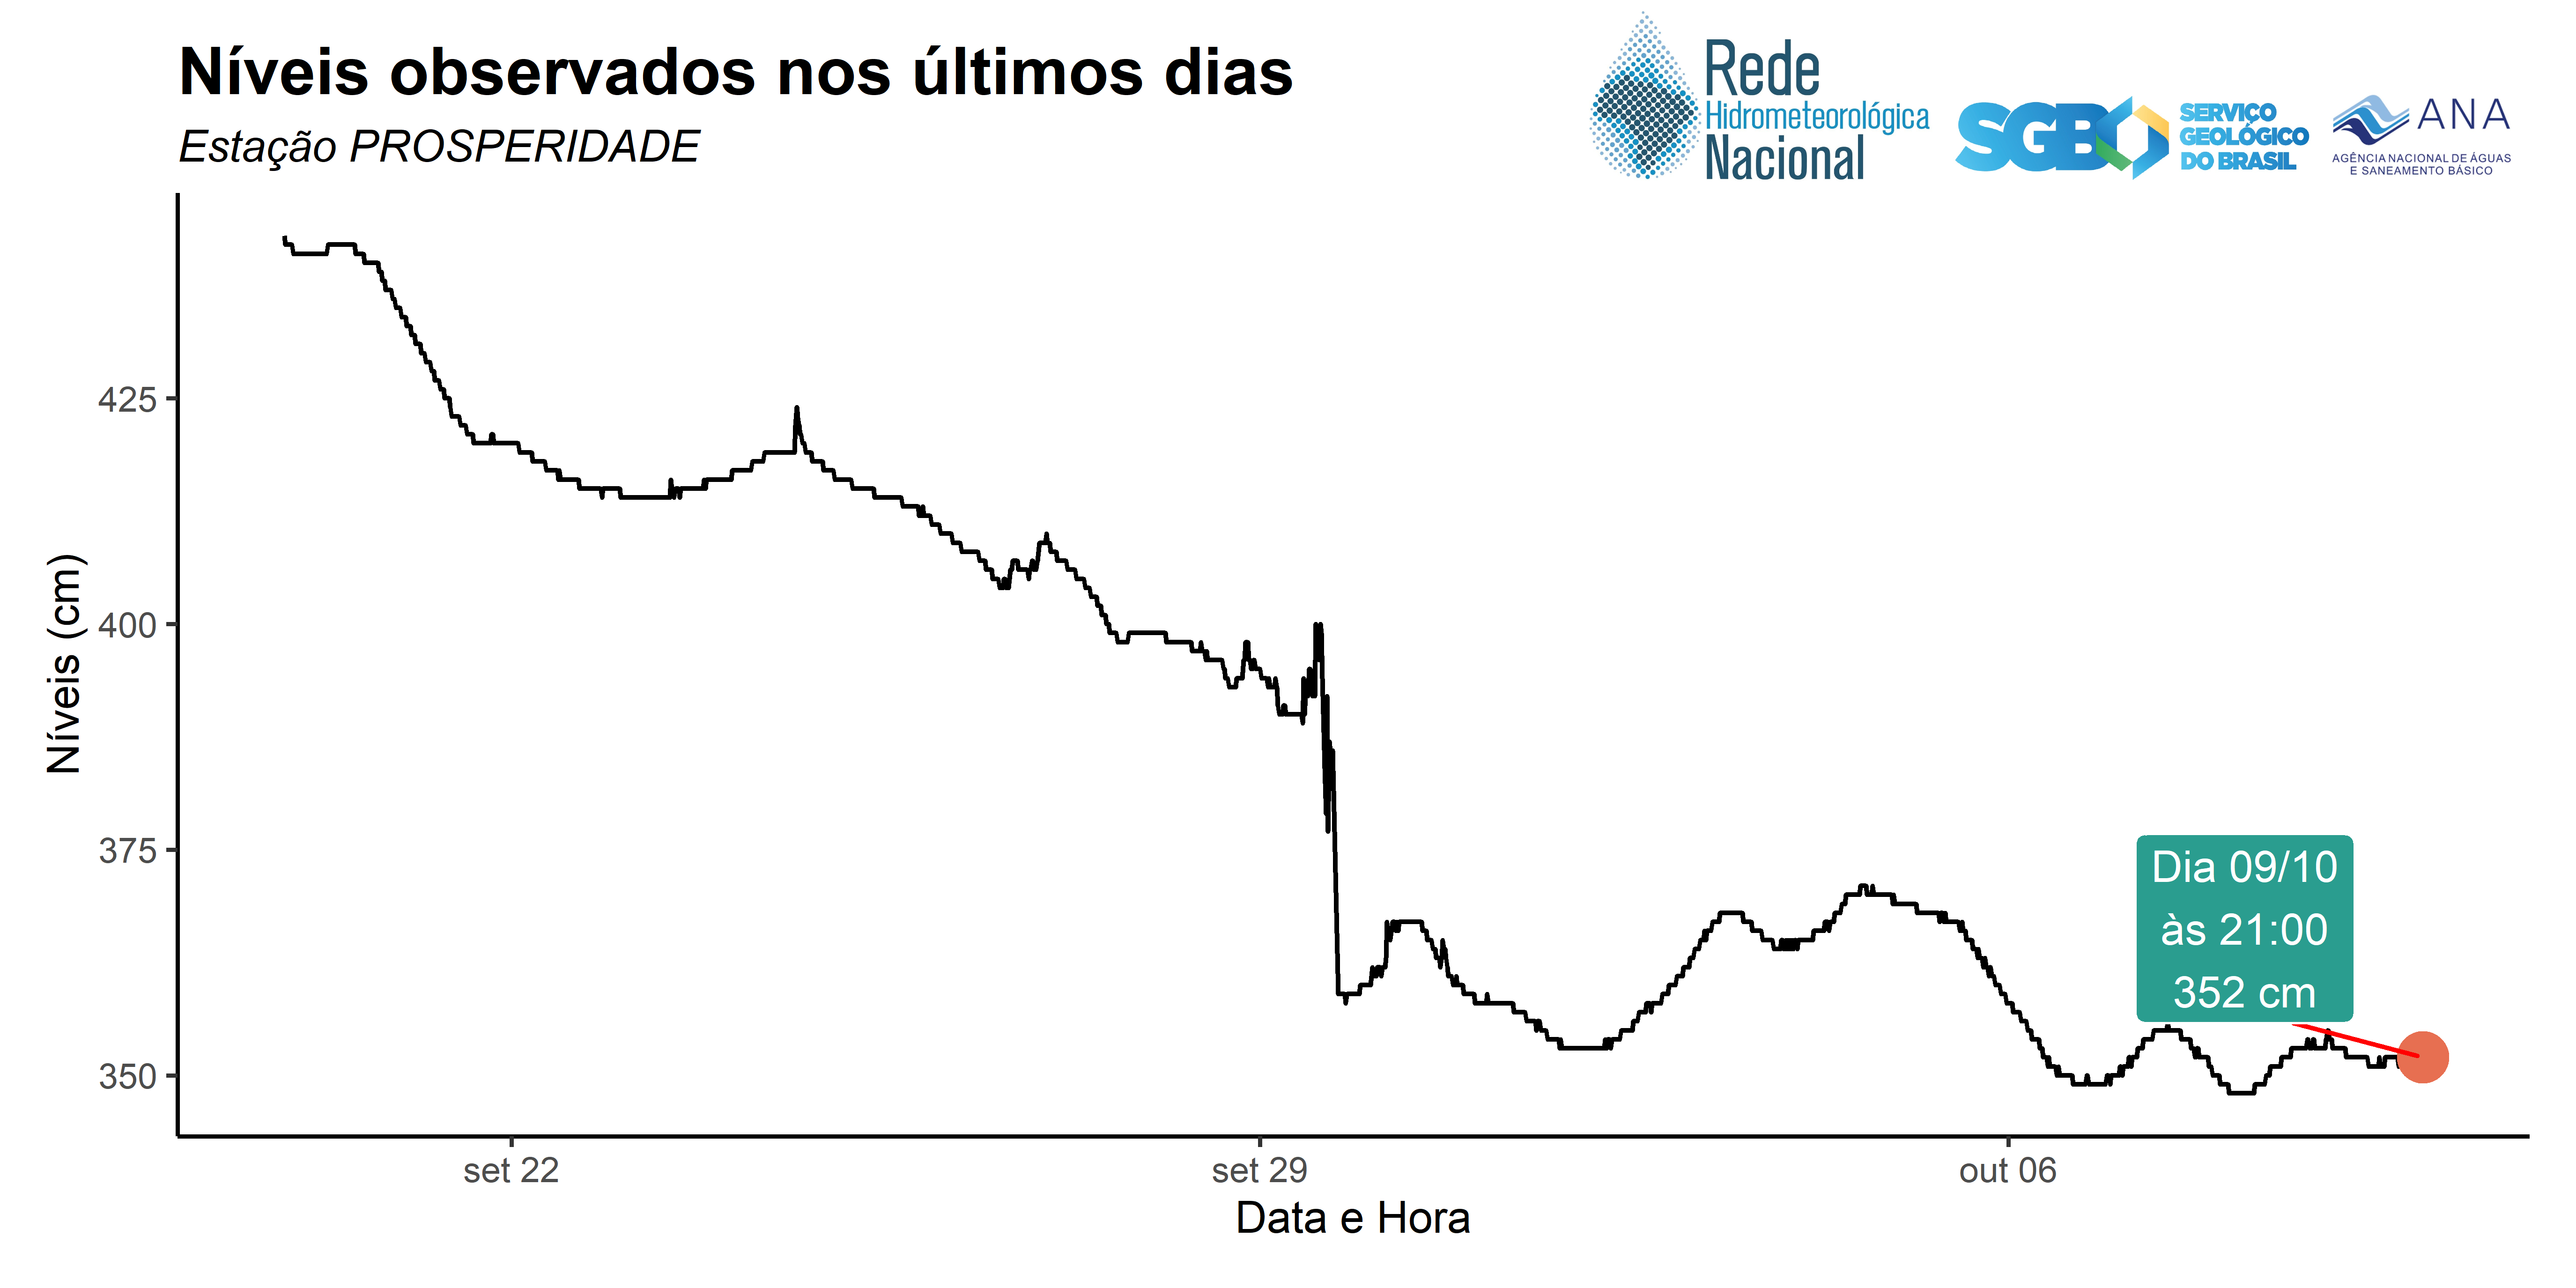 Níveis observados nos últimos dias
Estação PROSPERIDADE
Rede
Hidrometeorológica
Nacional
SGB
SERVIÇO
GEOLÓGICO
DO BRASIL
ANA
AGÊNCIA NACIONAL DE ÁGUAS
E SANEAMENTO BÁSICO
Níveis (cm)
425
400
375
350
Dia 09/10
às 21:00
352 cm
set 22
set 29
out 06
Data e Hora